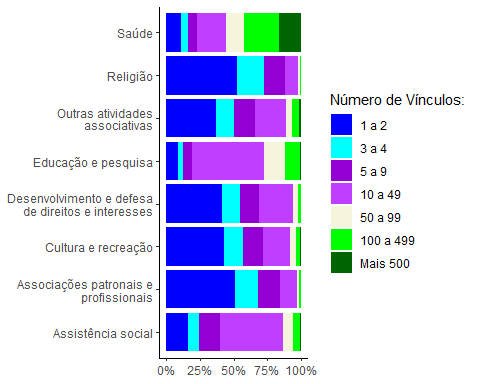 Saúde
Religião
Outras atividades
associativas
Educação e pesquisa
Desenvolvimento e defesa
de direitos e interesses
Cultura e recreação
Associações patronais e
profissionais
Assistência social
0%
25%
50%
75%
100%
Número de Vínculos:
1 a 2
3 a 4
5 a 9
10 a 49
50 a 99
100 a 499
Mais 500